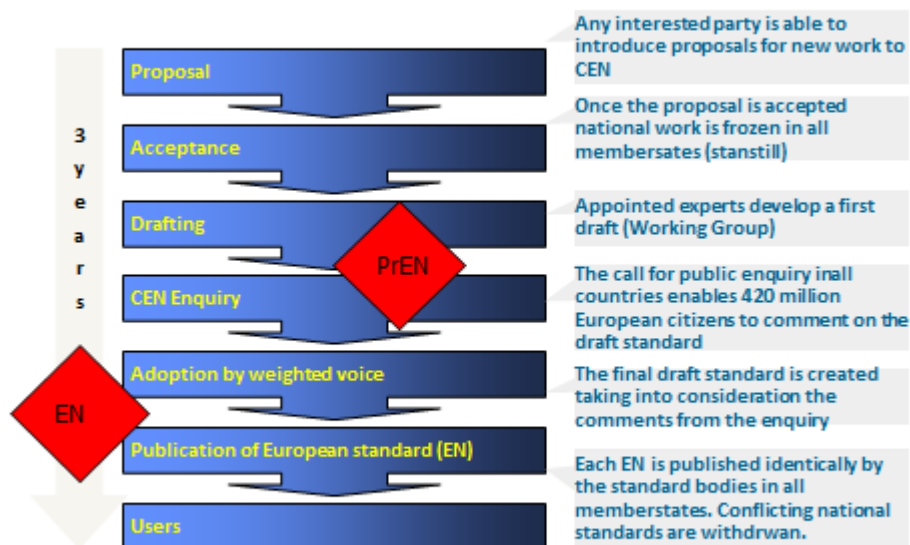 Any interested party is able to
introduce proposals for new work to
CEN
Proposal
Once the proposal is accepted
national work is frozen in all
membersates (stanstill)
Acceptance
3
y
e
a
r
s
Appointed experts develop a first
draft (Working Group)
Drafting
PrEN
The call for public enquiry inall
countries enables 420 million
European citizens to comment on the
draft standard
CEN Enquiry
Adoption by weighted voice
The final draft standard is created
taking into consideration the
comments from the enquiry
EN
Publication of European standard (EN)
Each EN is published identically by
the standard bodies in all
memberstates. Conflicting national
standards are withdrwan.
Users